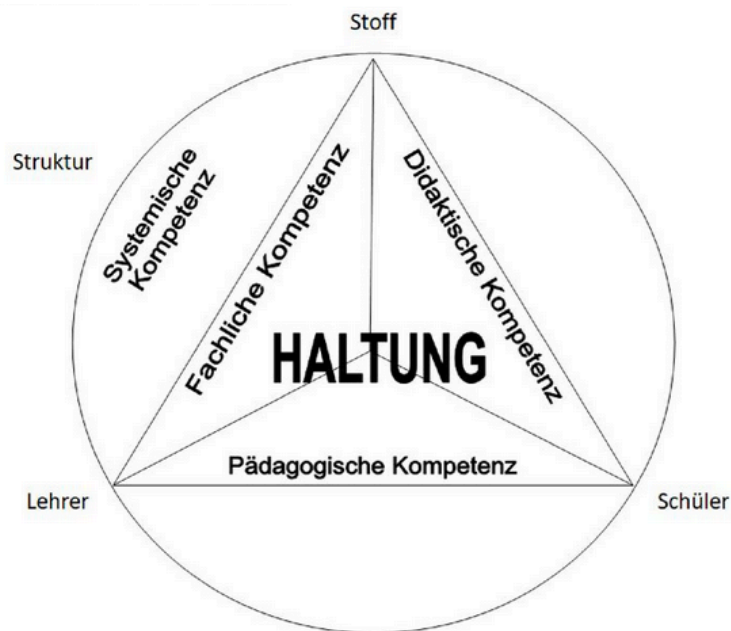 Stoff
Struktur
Systemische
Kompetenz
Fachliche Kompetenz
Didaktische Kompetenz
HALTUNG
Pädagogische Kompetenz
Lehrer
Schüler